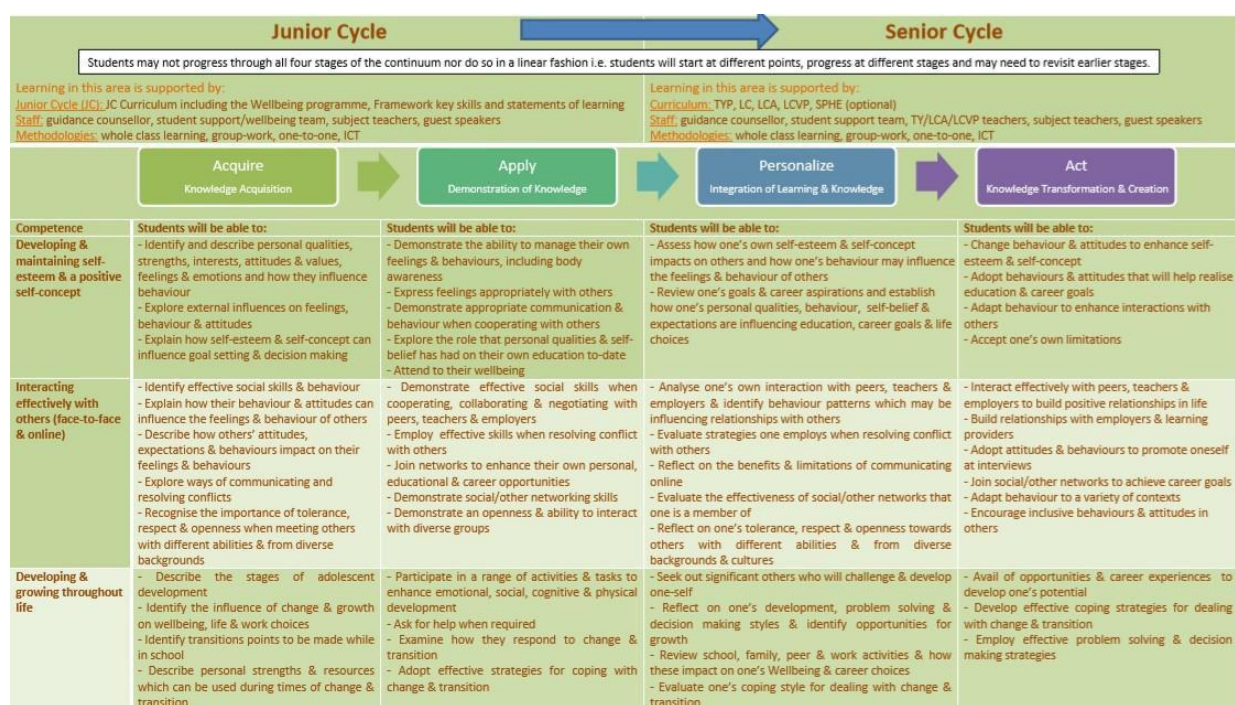 Junior Cycle
Senior Cycle
Students may not progress through all four stages of the continuum nor do so in a linear fashion i.e. students will start at different points, progress at different stages and may need to revisit earlier stages.
Learning in this area is supported by:
Junior Cycle (JC): JC Curriculum including the Wellbeing programme, Framework key skills and statements of learning
Staff: guidance counsellor, student support/wellbeing team, subject teachers, guest speakers
Methodologies: whole class learning, group-work, one-to-one, ICT
Learning in this area is supported by:
Curriculum: TYP, LC, LCA, LCVP, SPHE (optional)
Staff: guidance counsellor, student support team, TY/LCA/LCVP teachers, subject teachers, guest speakers
Methodologies: whole class learning, group-work, one-to-one, ICT
Acquire
Knowledge Acquisition
Apply
Demonstration of Knowledge
Personalize
Integration of Learning & Knowledge
Act
Knowledge Transformation & Creation
Competence
Students will be able to:
Students will be able to:
Students will be able to:
Students will be able to:
Developing &
maintaining self-
esteem & a positive
self-concept
- Identify and describe personal qualities,
strengths, interests, attitudes & values,
feelings & emotions and how they influence
behaviour
- Explore external influences on feelings,
behaviour & attitudes
- Explain how self-esteem & self-concept can
influence goal setting & decision making
- Demonstrate the ability to manage their own
feelings & behaviours, including body
awareness
- Express feelings appropriately with others
- Demonstrate appropriate communication &
behaviour when cooperating with others
- Explore the role that personal qualities & self-
belief has had on their own education to-date
- Attend to their wellbeing
- Assess how one's own self-esteem & self-concept
impacts on others and how one's behaviour may influence
the feelings & behaviour of others
- Review one's goals & career aspirations and establish
how one's personal qualities, behaviour, self-belief &
expectations are influencing education, career goals & life
choices
- Change behaviour & attitudes to enhance self-
esteem & self-concept
- Adopt behaviours & attitudes that will help realise
education & career goals
- Adapt behaviour to enhance interactions with
others
- Accept one's own limitations
Interacting
effectively with
others (face-to-face
& online)
- Identify effective social skills & behaviour
- Explain how their behaviour & attitudes can
influence the feelings & behaviour of others
- Describe how others' attitudes,
expectations & behaviours impact on their
feelings & behaviours
- Explore ways of communicating and
resolving conflicts
- Recognise the importance of tolerance,
respect & openness when meeting others
with different abilities & from diverse
backgrounds
- Demonstrate effective social skills when
cooperating, collaborating & negotiating with
peers, teachers & employers
- Employ effective skills when resolving conflict
with others
- Join networks to enhance their own personal,
educational & career opportunities
- Demonstrate social/other networking skills
- Demonstrate an openness & ability to interact
with diverse groups
- Analyse one's own interaction with peers, teachers &
employers & identify behaviour patterns which may be
influencing relationships with others
- Evaluate strategies one employs when resolving conflict
with others
- Reflect on the benefits & limitations of communicating
online
- Evaluate the effectiveness of social/other networks that
one is a member of
- Reflect on one's tolerance, respect & openness towards
others with different abilities & from diverse
backgrounds & cultures
- Interact effectively with peers, teachers &
employers to build positive relationships in life
- Build relationships with employers & learning
providers
- Adopt attitudes & behaviours to promote oneself
at interviews
- Join social/other networks to achieve career goals
- Adapt behaviour to a variety of contexts
- Encourage inclusive behaviours & attitudes in
others
Developing &
growing throughout
life
- Describe the stages of adolescent
development
- Identify the influence of change & growth
on wellbeing, life & work choices
- Identify transitions points to be made while
in school
- Describe personal strengths & resources
which can be used during times of change &
transition
- Participate in a range of activities & tasks to
enhance emotional, social, cognitive & physical
development
- Ask for help when required
- Examine how they respond to change &
transition
- Adopt effective strategies for coping with
change & transition
- Seek out significant others who will challenge & develop
one-self
- Reflect on one's development, problem solving &
decision making styles & identify opportunities for
growth
- Review school, family, peer & work activities & how
these impact on one's Wellbeing & career choices
- Evaluate one's coping style for dealing with change &
transition
- Avail of opportunities & career experiences to
develop one's potential
- Develop effective coping strategies for dealing
with change & transition
- Employ effective problem solving & decision
making strategies